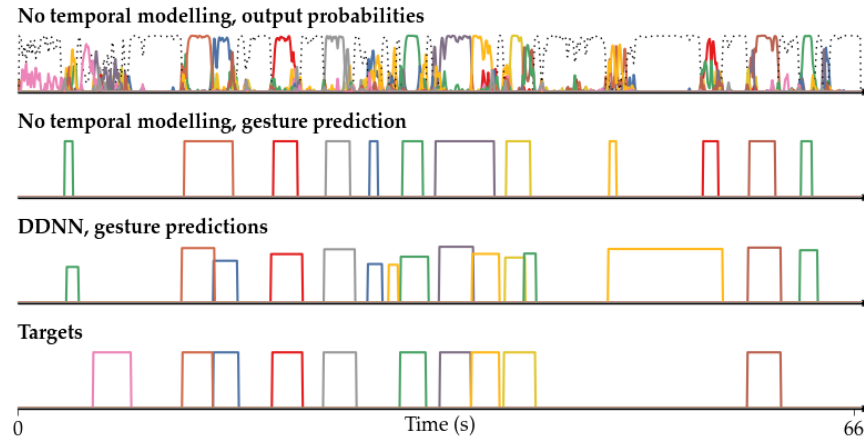 No temporal modelling, output probabilities
No temporal modelling, gesture prediction
DDNN, gesture predictions
Targets
0 Time (s) 66